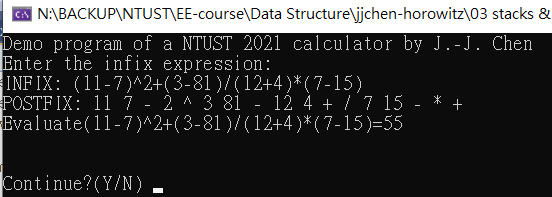 N:\BACKUP\NTUST\EE-course\Data Structure\jjchen-horowitz\03 stacks &
Demo program of a NTUST 2021 calculator by J.-J. Chen
Enter the infix expression:
INFIX: (11-7)^2+(3-81)/(12+4)*(7-15)
POSTFIX: 11 7 - 2 ^ 3 81 - 12 4 + / 7 15 - * +
Evaluate(11-7)^2+(3-81)/(12+4)*(7-15)=55
Continue?(Y/N)